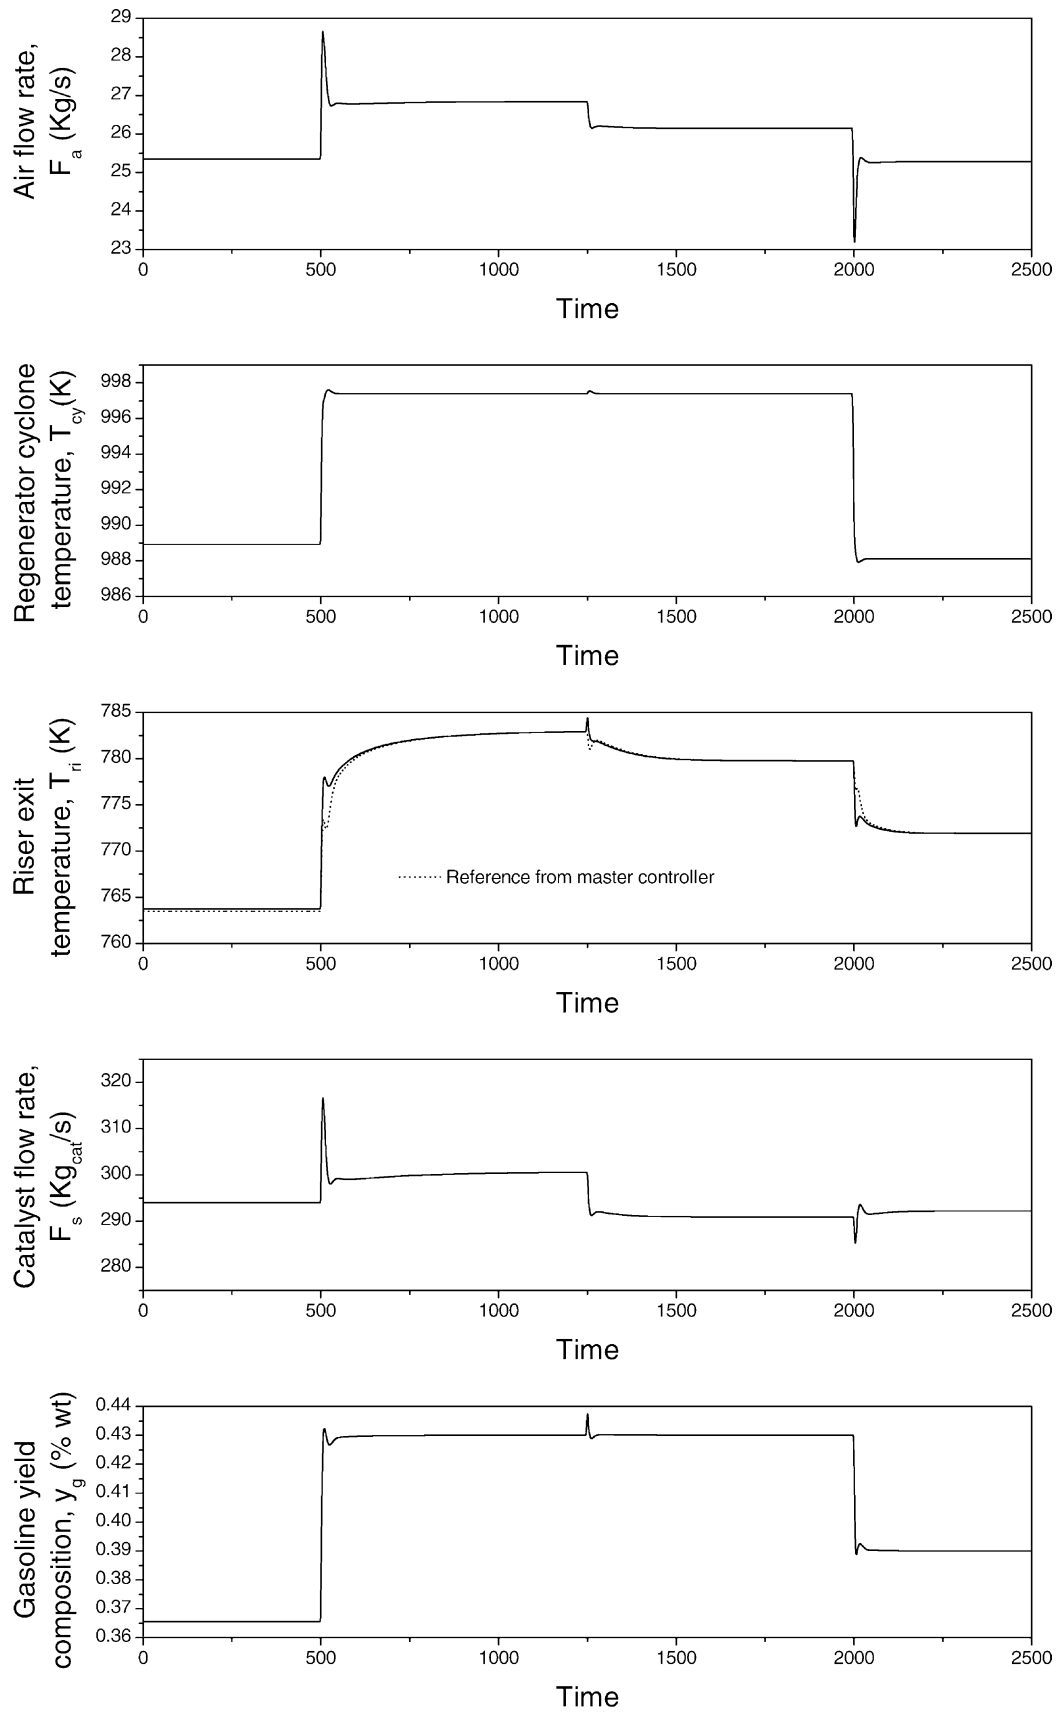 Air flow rate,
F a (Kg/s)
29
28
27
26
25
24
23
0 500 1000 1500 2000 2500
Time
Regenerator cyclone
temperature, T cy (K)
998
996
994
992
990
988
986
0 500 1000 1500 2000 2500
Time
Riser exit
temperature, T ri (K)
785
780
775
770
765
760
Reference from master controller
0 500 1000 1500 2000 2500
Time
Catalyst flow rate,
F s (Kg cat /s)
320
310
300
290
280
0 500 1000 1500 2000 2500
Time
Gasoline yield
composition, y g (% wt)
0.44
0.43
0.42
0.41
0.40
0.39
0.38
0.37
0.36
0 500 1000 1500 2000 2500
Time